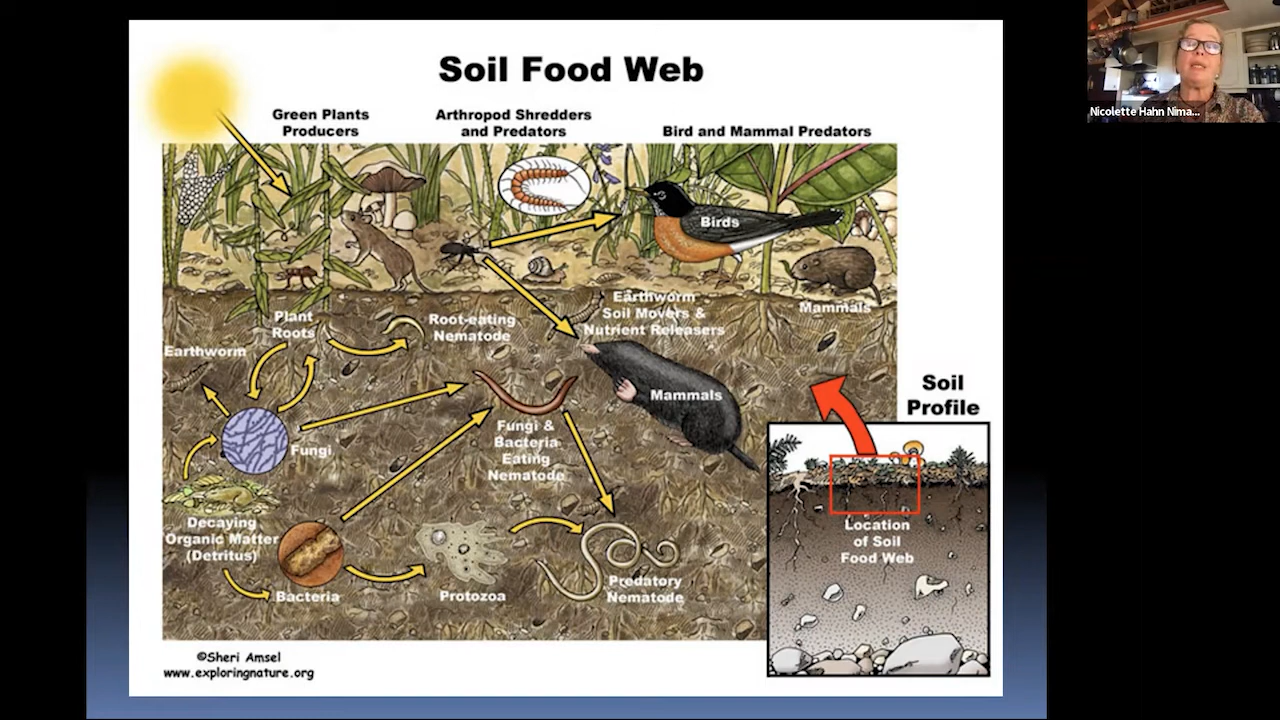 Soil Food Web
Green Plants
Producers
Arthropod Shredders
and Predators
Bird and Mammal Predators
Nicolette Hahn Nima...
Birds
Mammals
Plant
Roots
Root-eating
Nematode
Earthworm
Soil Movers &
Nutrient Releasers
Earthworm
Mammals
Fungi
Fungi &
Bacteria
Eating
Nematode
Soil
Profile
Decaying
Organic Matter
(Detritus)
Bacteria
Protozoa
Predatory
Nematode
Location
of Soil
Food Web
©Sheri Amsel
www.exploringnature.org